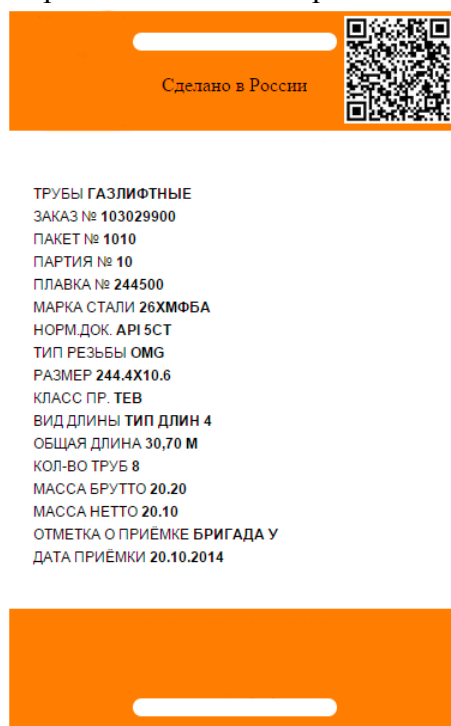 Сделано в России
ТРУБЫ ГАЗЛИФТНЫЕ
ЗАКАЗ № 103029900
ПАКЕТ № 1010
ПАРТИЯ № 10
ПЛАВКА № 244500
МАРКА СТАЛИ 26ХМФБА
НОРМ.ДОК. API 5CT
ТИП РЕЗЬБЫ OMG
РАЗМЕР 244.4X10.6
КЛАСС ПР. ТЕВ
ВИД ДЛИНЫ ТИП ДЛИН 4
ОБЩАЯ ДЛИНА 30,70 М
КОЛ-ВО ТРУБ 8
МАССА БРУТТО 20.20
МАССА НЕТТО 20.10
ОТМЕТКА О ПРИЁМКЕ БРИГАДА У
ДАТА ПРИЁМКИ 20.10.2014